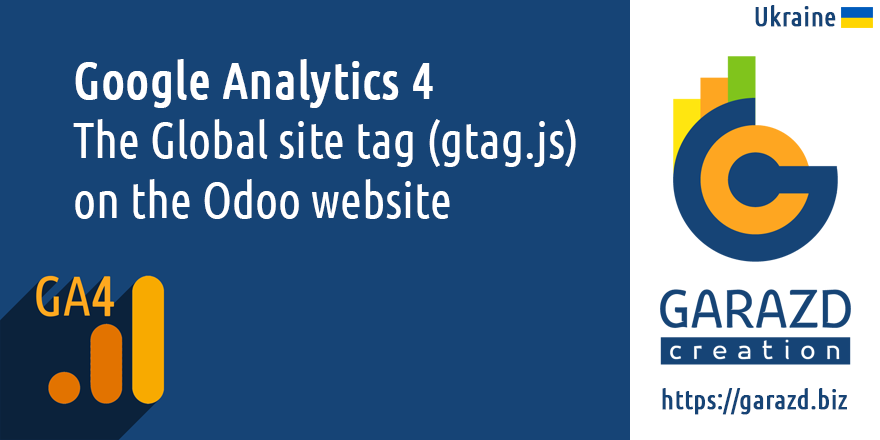 Google Analytics 4
The Global site tag (gtag.js)
on the Odoo website
GA4
Ukraine
GARAZD
creation
https://garazd.biz